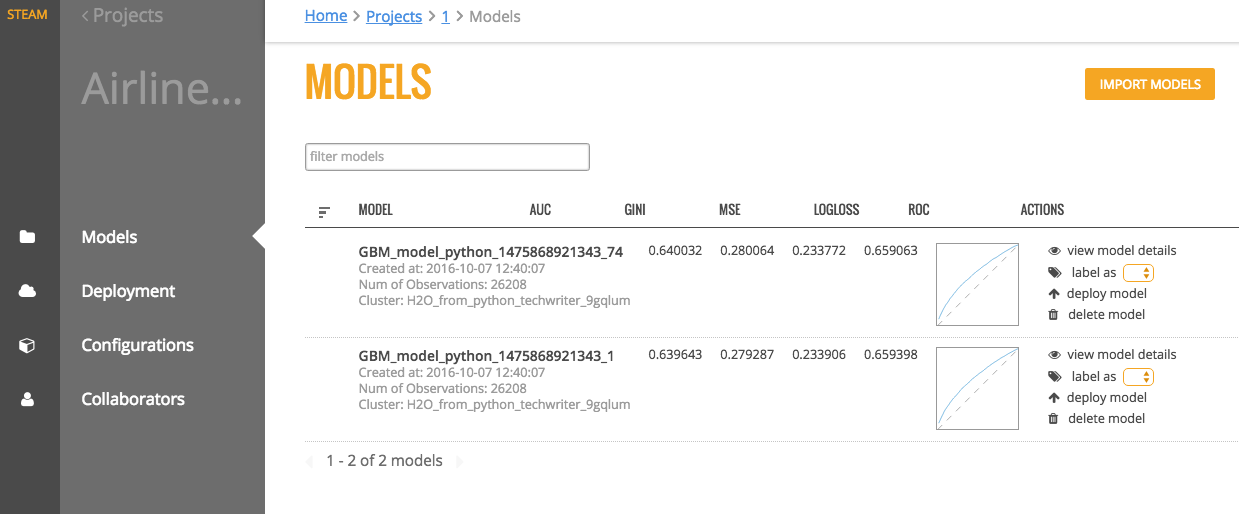 STEAM
Projects
Airline...
Models
Deployment
Configurations
Collaborators
Home > Projects > 1 > Models
MODELS
IMPORT MODELS
filter models
MODEL AUC GINI MSE LOGLOSS ROC ACTIONS
GBM_model_python_1475868921343_74 0.640032 0.280064 0.233772 0.659063 view model details
Created at: 2016-10-07 12:40:07 label as
Num of Observations: 26208 deploy model
Cluster: H2O_from_python_techwriter_9gqlum delete model
GBM_model_python_1475868921343_1 0.639643 0.279287 0.233906 0.659398 view model details
Created at: 2016-10-07 12:40:07 label as
Num of Observations: 26208 deploy model
Cluster: H2O_from_python_techwriter_9gqlum delete model
1 - 2 of 2 models